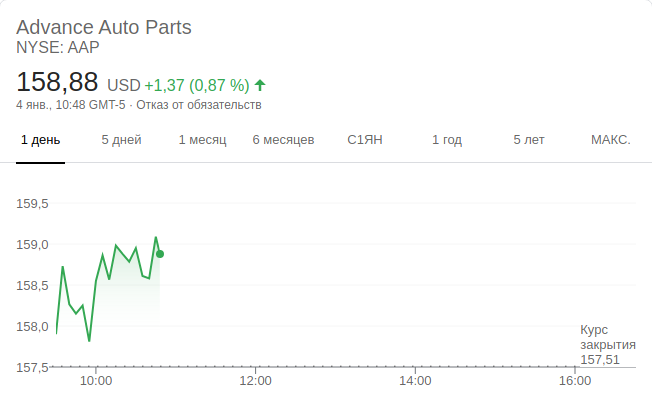 Advance Auto Parts
NYSE: AAP
158,88 USD +1,37 (0,87 %)
4 янв., 10:48 GMT-5 · Отказ от обязательств
1 день 5 дней 1 месяц 6 месяцев С1ЯН 1 год 5 лет МАКС.
159,5
159,0
158,5
158,0
Курс
закрытия
157,51
157,5
10:00 12:00 14:00 16:00